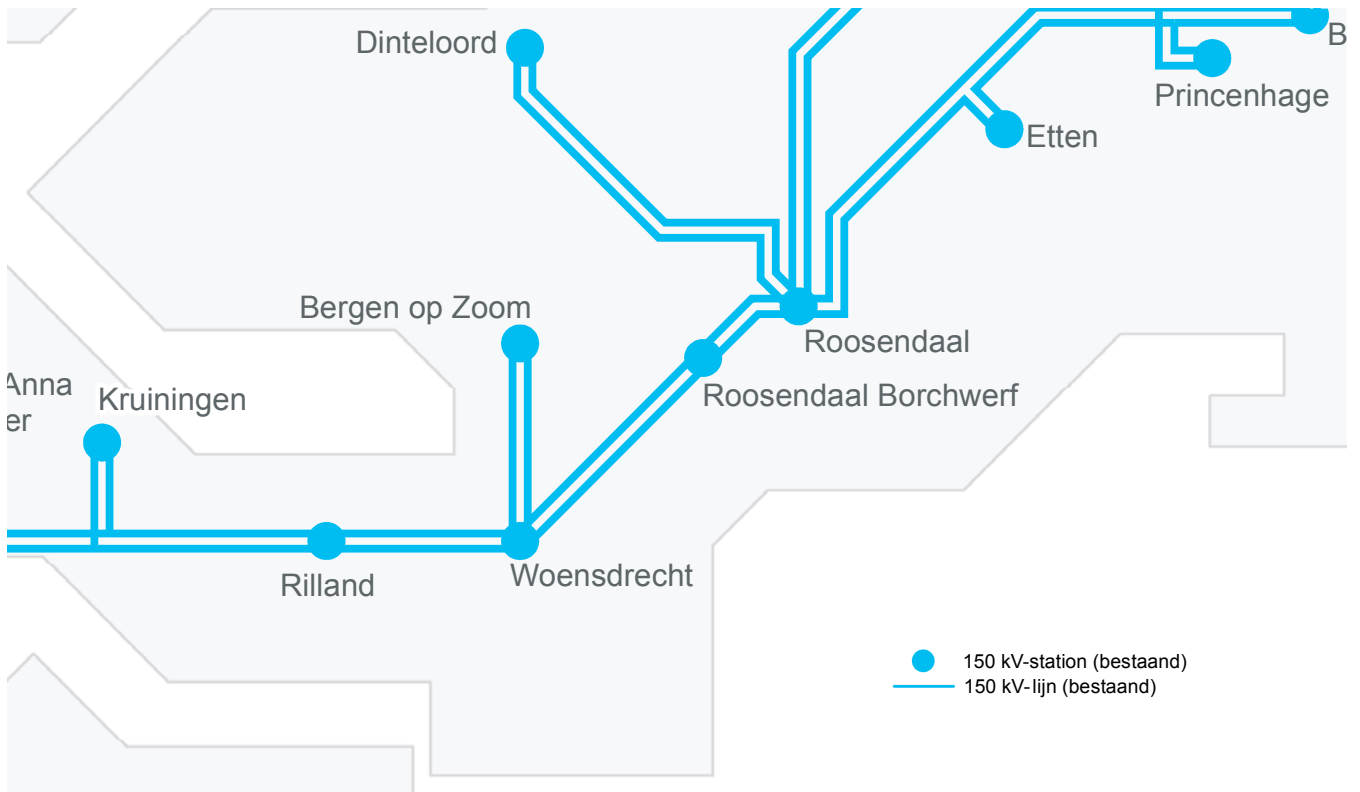 Dinteloord
B
Princenhage
Etten
Bergen op Zoom
Roosendaal
Anna
er
Kruiningen
Roosendaal Borchwerf
Rilland
Woensdrecht
150 kV-station (bestaand)
150 kV-lijn (bestaand)